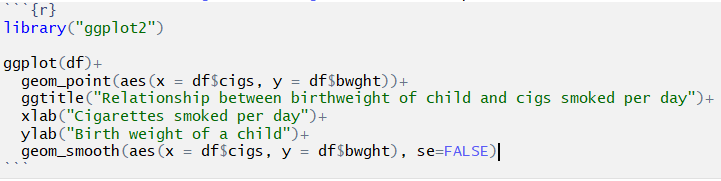 ```{r}
library("ggplot2")
ggplot(df)+
geom_point(aes(x = df$cigs, y = df$bwght))+
ggtitle("Relationship between birthweight of child and cigs smoked per day")+
xlab("Cigarettes smoked per day")+
ylab("Birth weight of a child")+
geom_smooth(aes(x = df$cigs, y = df$bwght), se=FALSE)
```